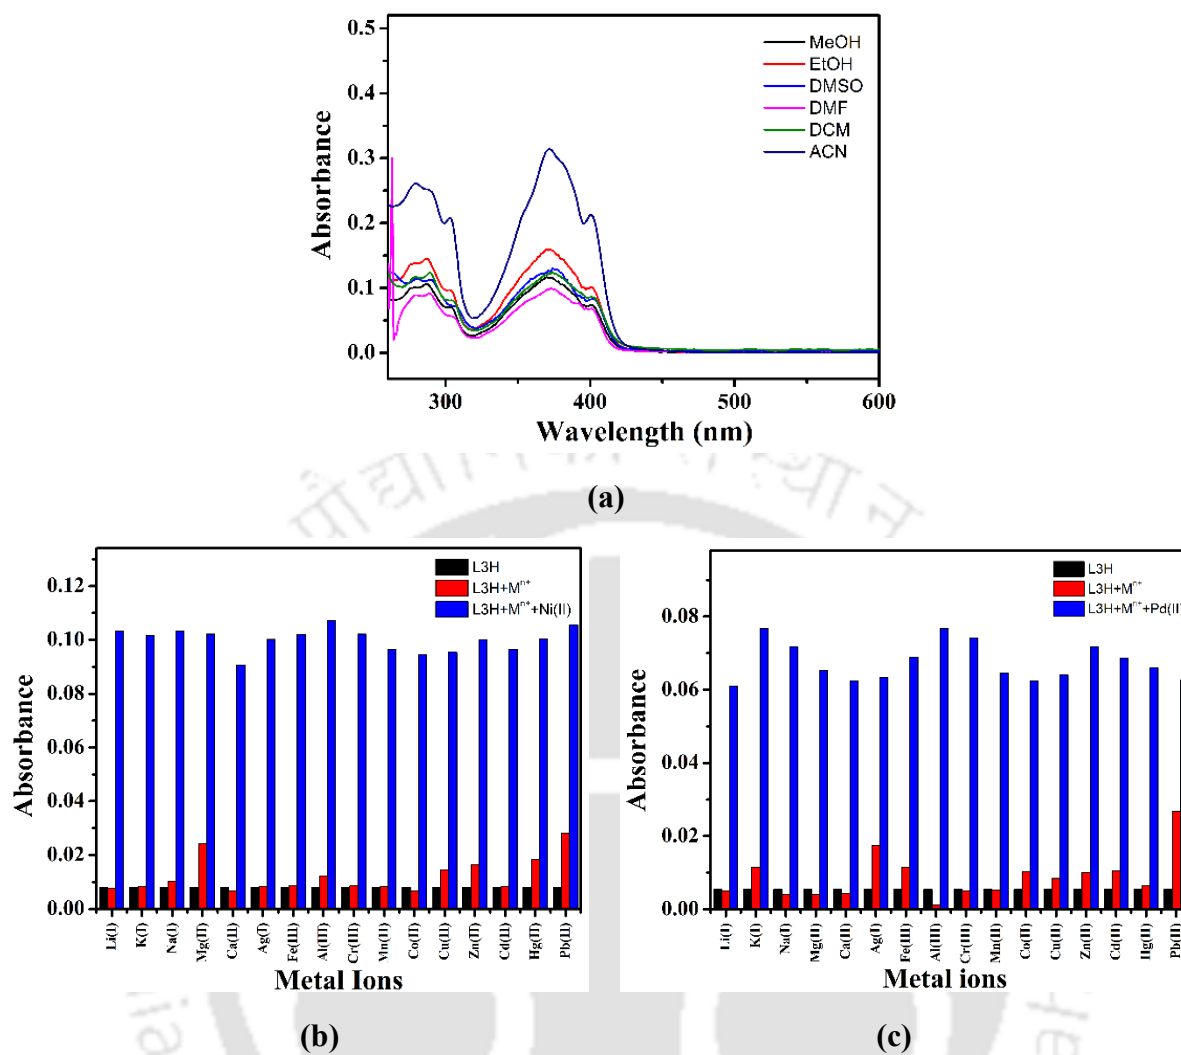 0.5
0.4
0.3
0.2
0.1
0.0
Absorbance
MeOH
EtOH
DMSO
DMF
DCM
ACN
300 400 500 600
Wavelength (nm)
(a)
0.12
0.10
0.08
0.06
0.04
0.02
0.00
Absorbance
L3H
L3H+Mⁿ⁺
L3H+Mⁿ⁺+Ni(II)
Li(I) K(I) Na(I) Mg(II) Ca(II) Ag(I) Fe(III) Al(III) Cr(III) Mn(II) Co(II) Cu(II) Zn(II) Cd(II) Hg(II) Pb(II)
Metal Ions
(b)
0.08
0.06
0.04
0.02
0.00
Absorbance
L3H
L3H+Mⁿ⁺
L3H+Mⁿ⁺+Pd(II
Li(I) K(I) Na(I) Mg(II) Ca(II) Ag(I) Fe(III) Al(III) Cr(III) Mn(II) Co(II) Cu(II) Zn(II) Cd(II) Hg(II) Pb(II)
Metal ions
(c)